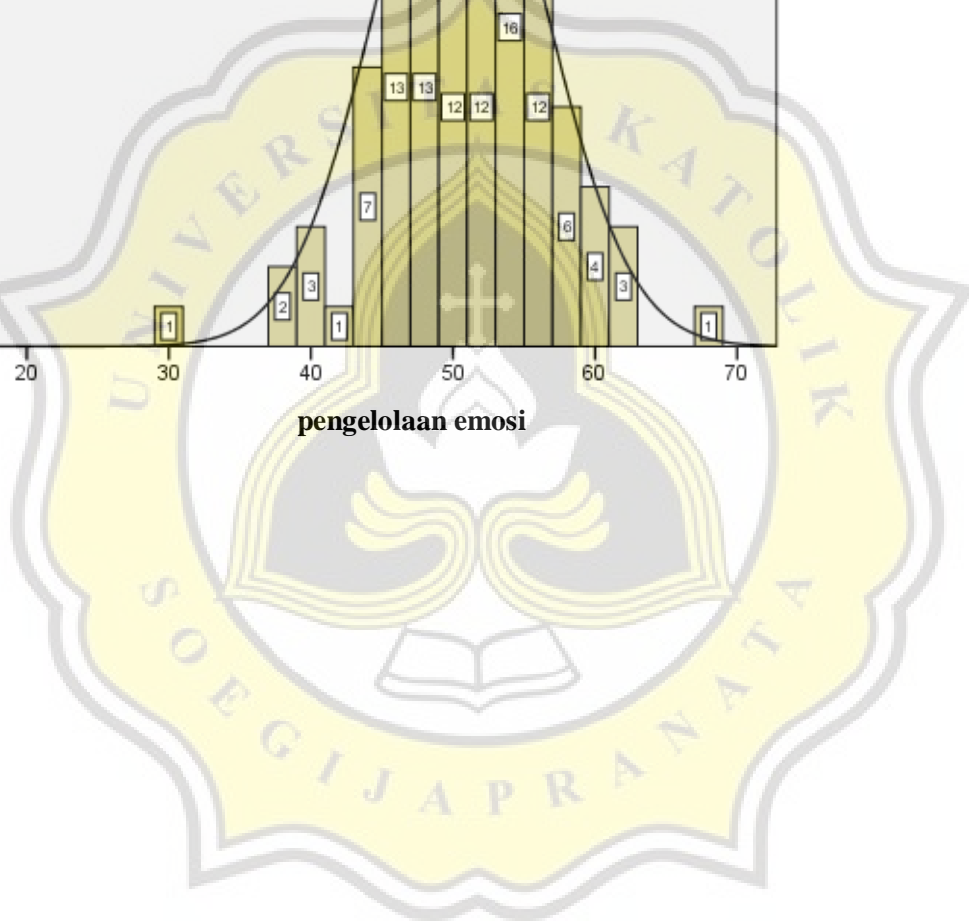 16
13 13 12 12 12
7
6
4
3 3
2
1 1 1
20 30 40 50 60 70
pengelolaan emosi
UNIVERSITAS KATOLIK
SOEGIJAPRANATA